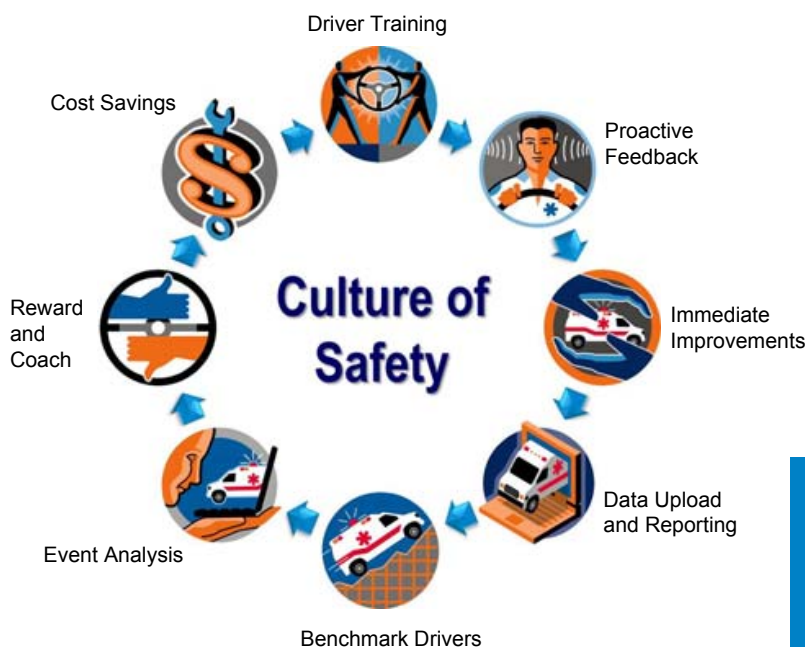 Driver Training
Proactive
Feedback
Immediate
Improvements
Data Upload
and Reporting
Benchmark Drivers
Event Analysis
Reward
and
Coach
Cost Savings
Culture of
Safety